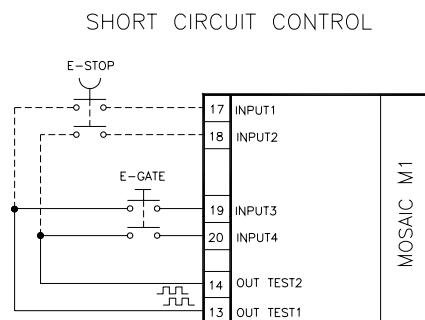 SHORT CIRCUIT CONTROL
E-STOP
17 INPUT1
18 INPUT2
E-GATE
19 INPUT3
20 INPUT4
MOSAIC M1
14 OUT TEST2
13 OUT TEST1